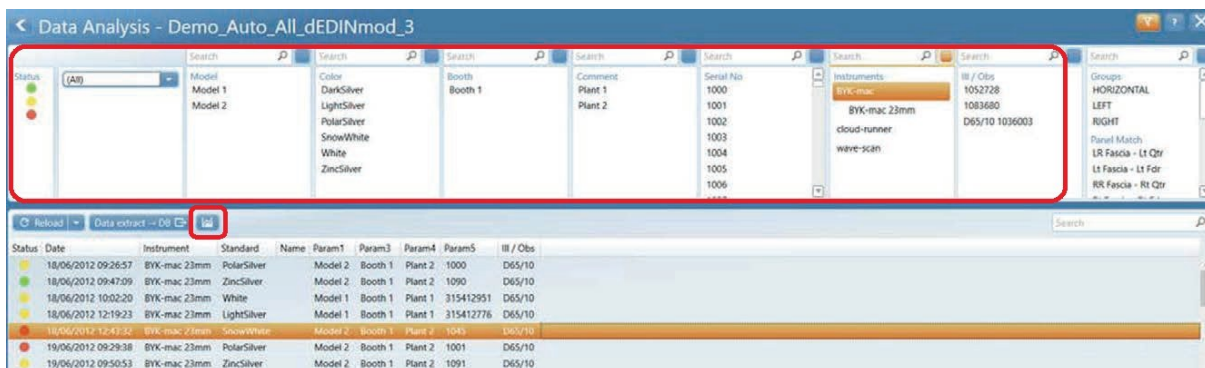 Data Analysis - Demo_Auto_All_dEDINmod_3
?
Search Search Search Search Search Search Search Search
Status
(All)
Model
Model 1
Model 2
Color
DarkSilver
LightSilver
PolarSilver
SnowWhite
White
ZincSilver
Booth
Booth 1
Comment
Plant 1
Plant 2
Serial No
1000
1001
1002
1003
1004
1005
1006
Instruments
BYK-mac
BYK-mac 23mm
cloud-runner
wave-scan
Ill / Obs
1052728
1083680
D65/10 1036003
Groups
HORIZONTAL
LEFT
RIGHT
Panel Match
LR Fascia - Lt Qtr
Lt Fascia - Lt Fdr
RR Fascia - Rt Qtr
Reload Data extract → DB Search
Status Date Instrument Standard Name Param1 Param3 Param4 Param5 Ill / Obs
18/06/2012 09:26:57 BYK-mac 23mm PolarSilver Model 2 Booth 1 Plant 2 1000 D65/10
18/06/2012 09:47:09 BYK-mac 23mm ZincSilver Model 2 Booth 1 Plant 2 1090 D65/10
18/06/2012 10:02:20 BYK-mac 23mm White Model 1 Booth 1 Plant 1 315412951 D65/10
18/06/2012 12:19:23 BYK-mac 23mm LightSilver Model 1 Booth 1 Plant 1 315412776 D65/10
18/06/2012 12:43:32 BYK-mac 23mm SnowWhite Model 2 Booth 1 Plant 2 1045 D65/10
19/06/2012 09:29:38 BYK-mac 23mm PolarSilver Model 2 Booth 1 Plant 2 1001 D65/10
19/06/2012 09:50:53 BYK-mac 23mm ZincSilver Model 2 Booth 1 Plant 2 1091 D65/10